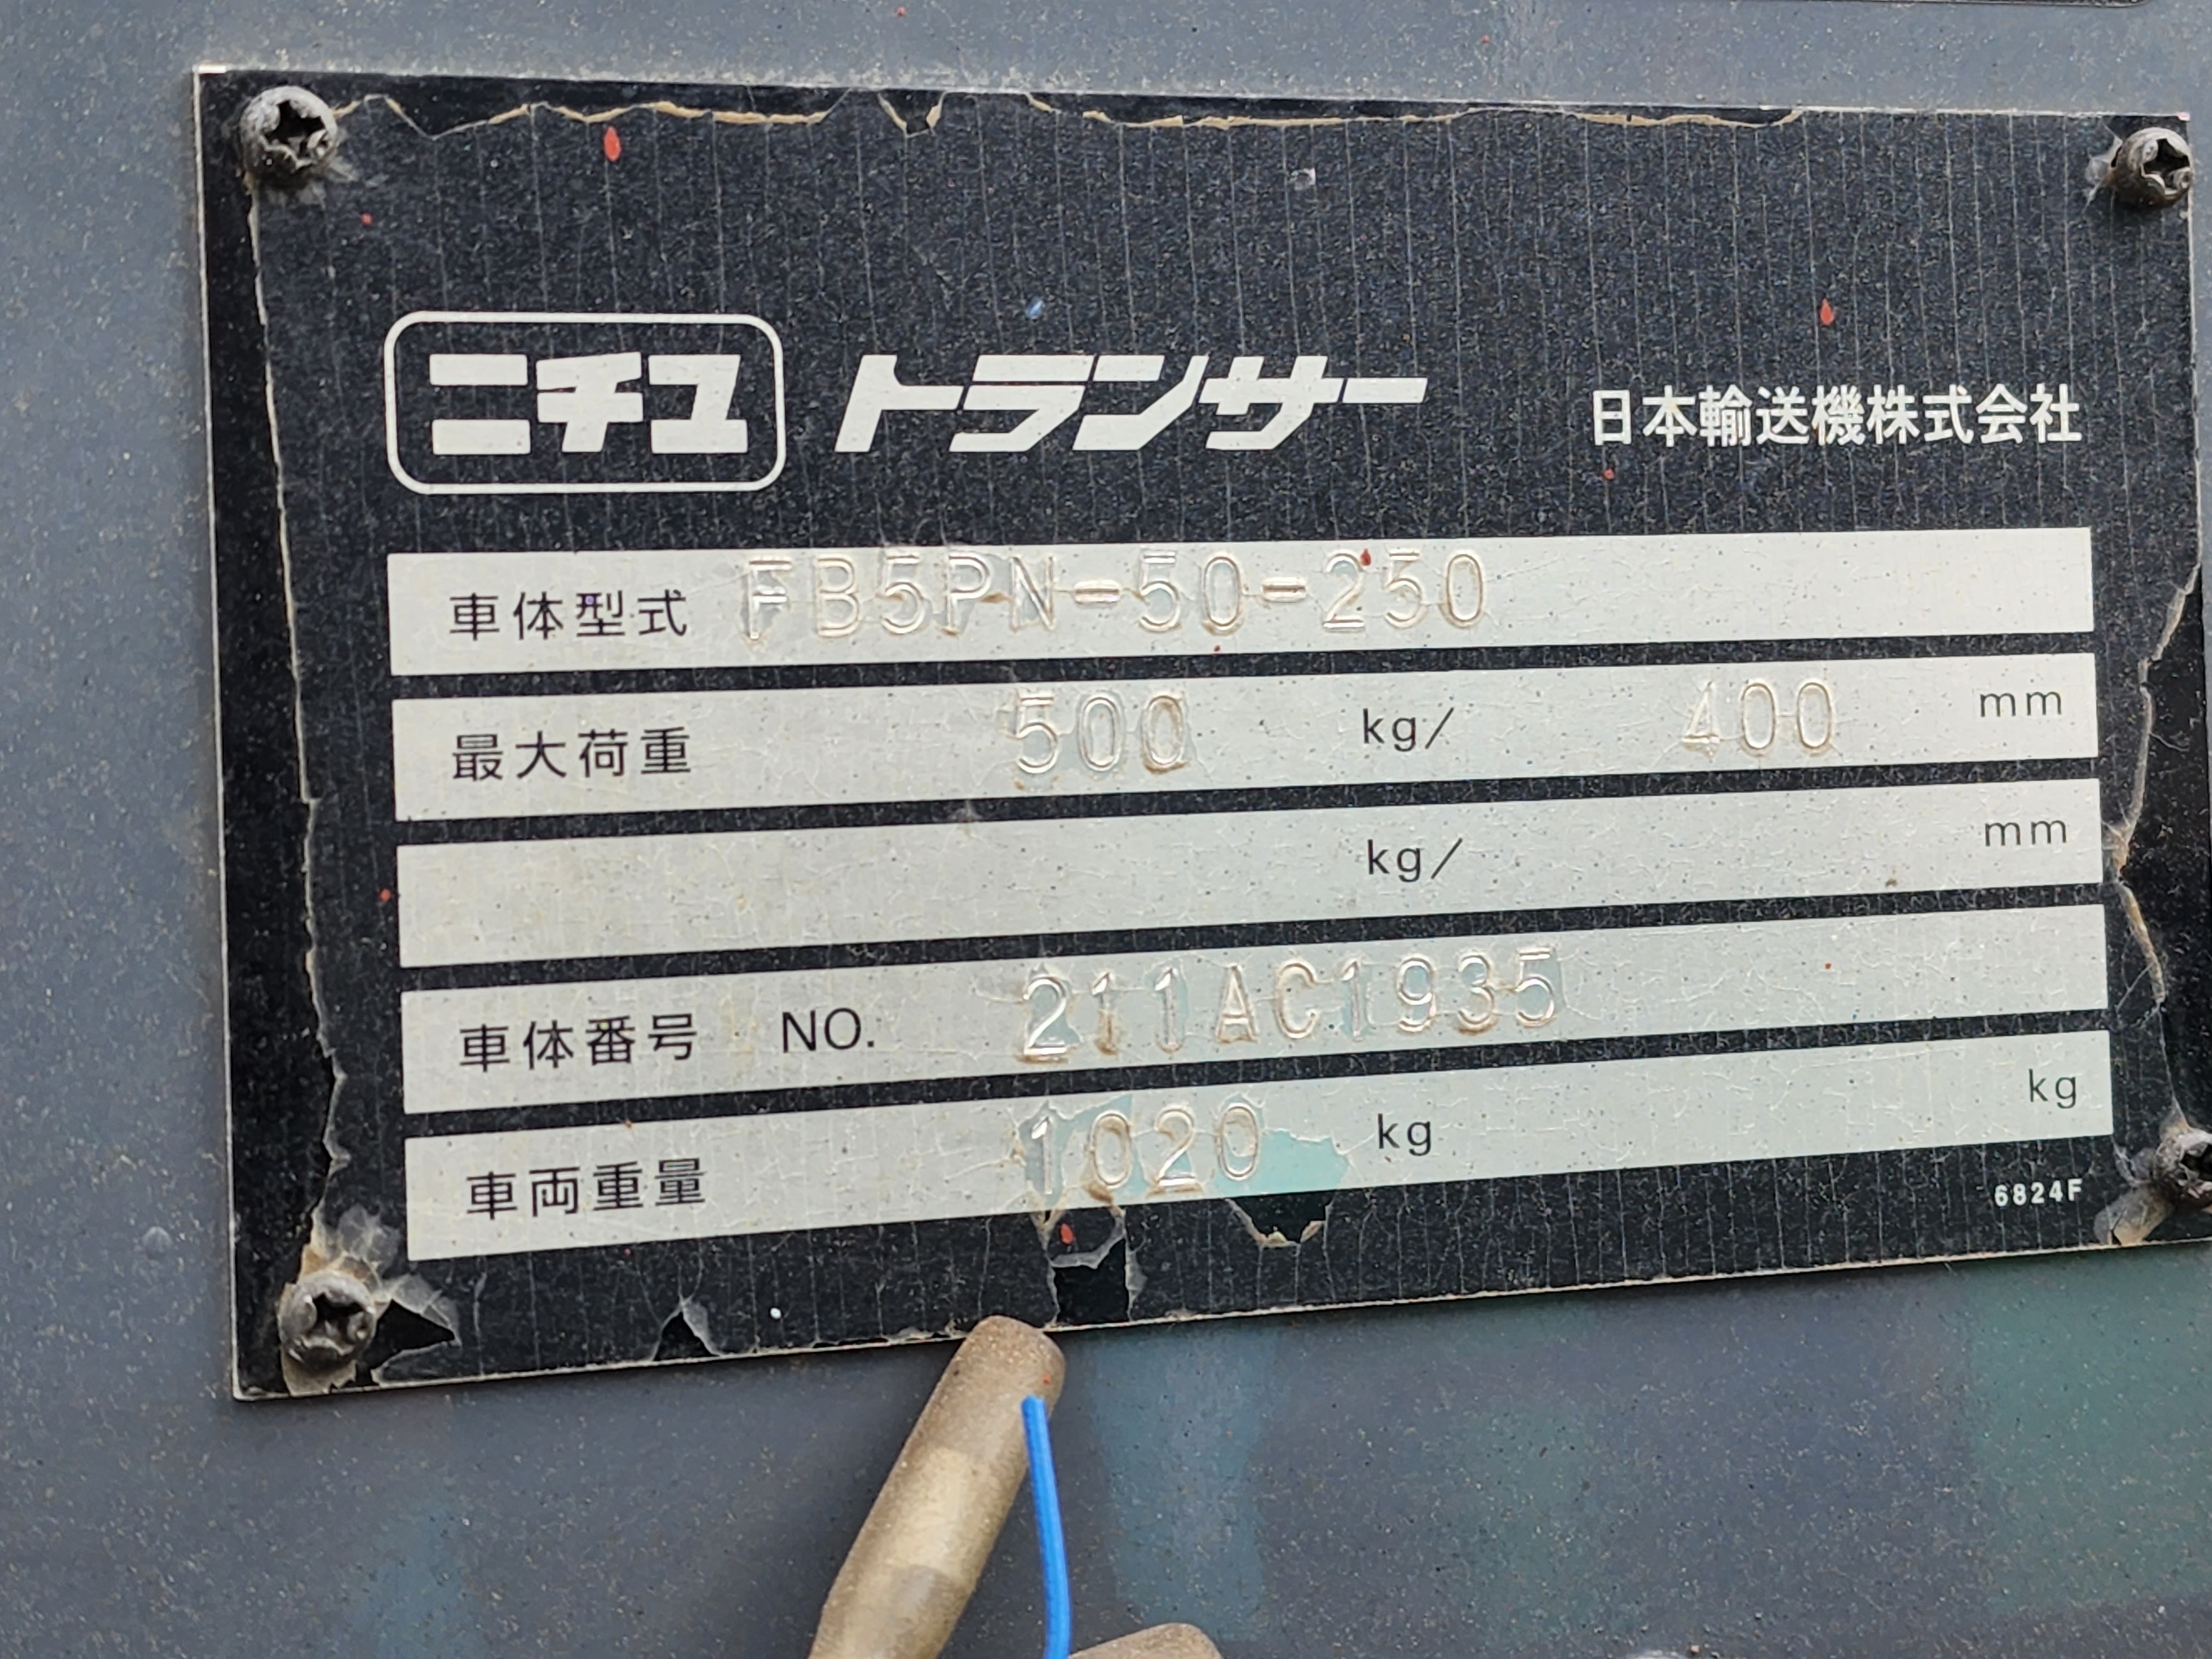 ニチユ トランサー 日本輸送機株式会社
車体型式 FB5PN-50-250
最大荷重 500 kg/ 400 mm
kg/ mm
車体番号 NO. 211AC1935
車両重量 1020 kg kg
6824F